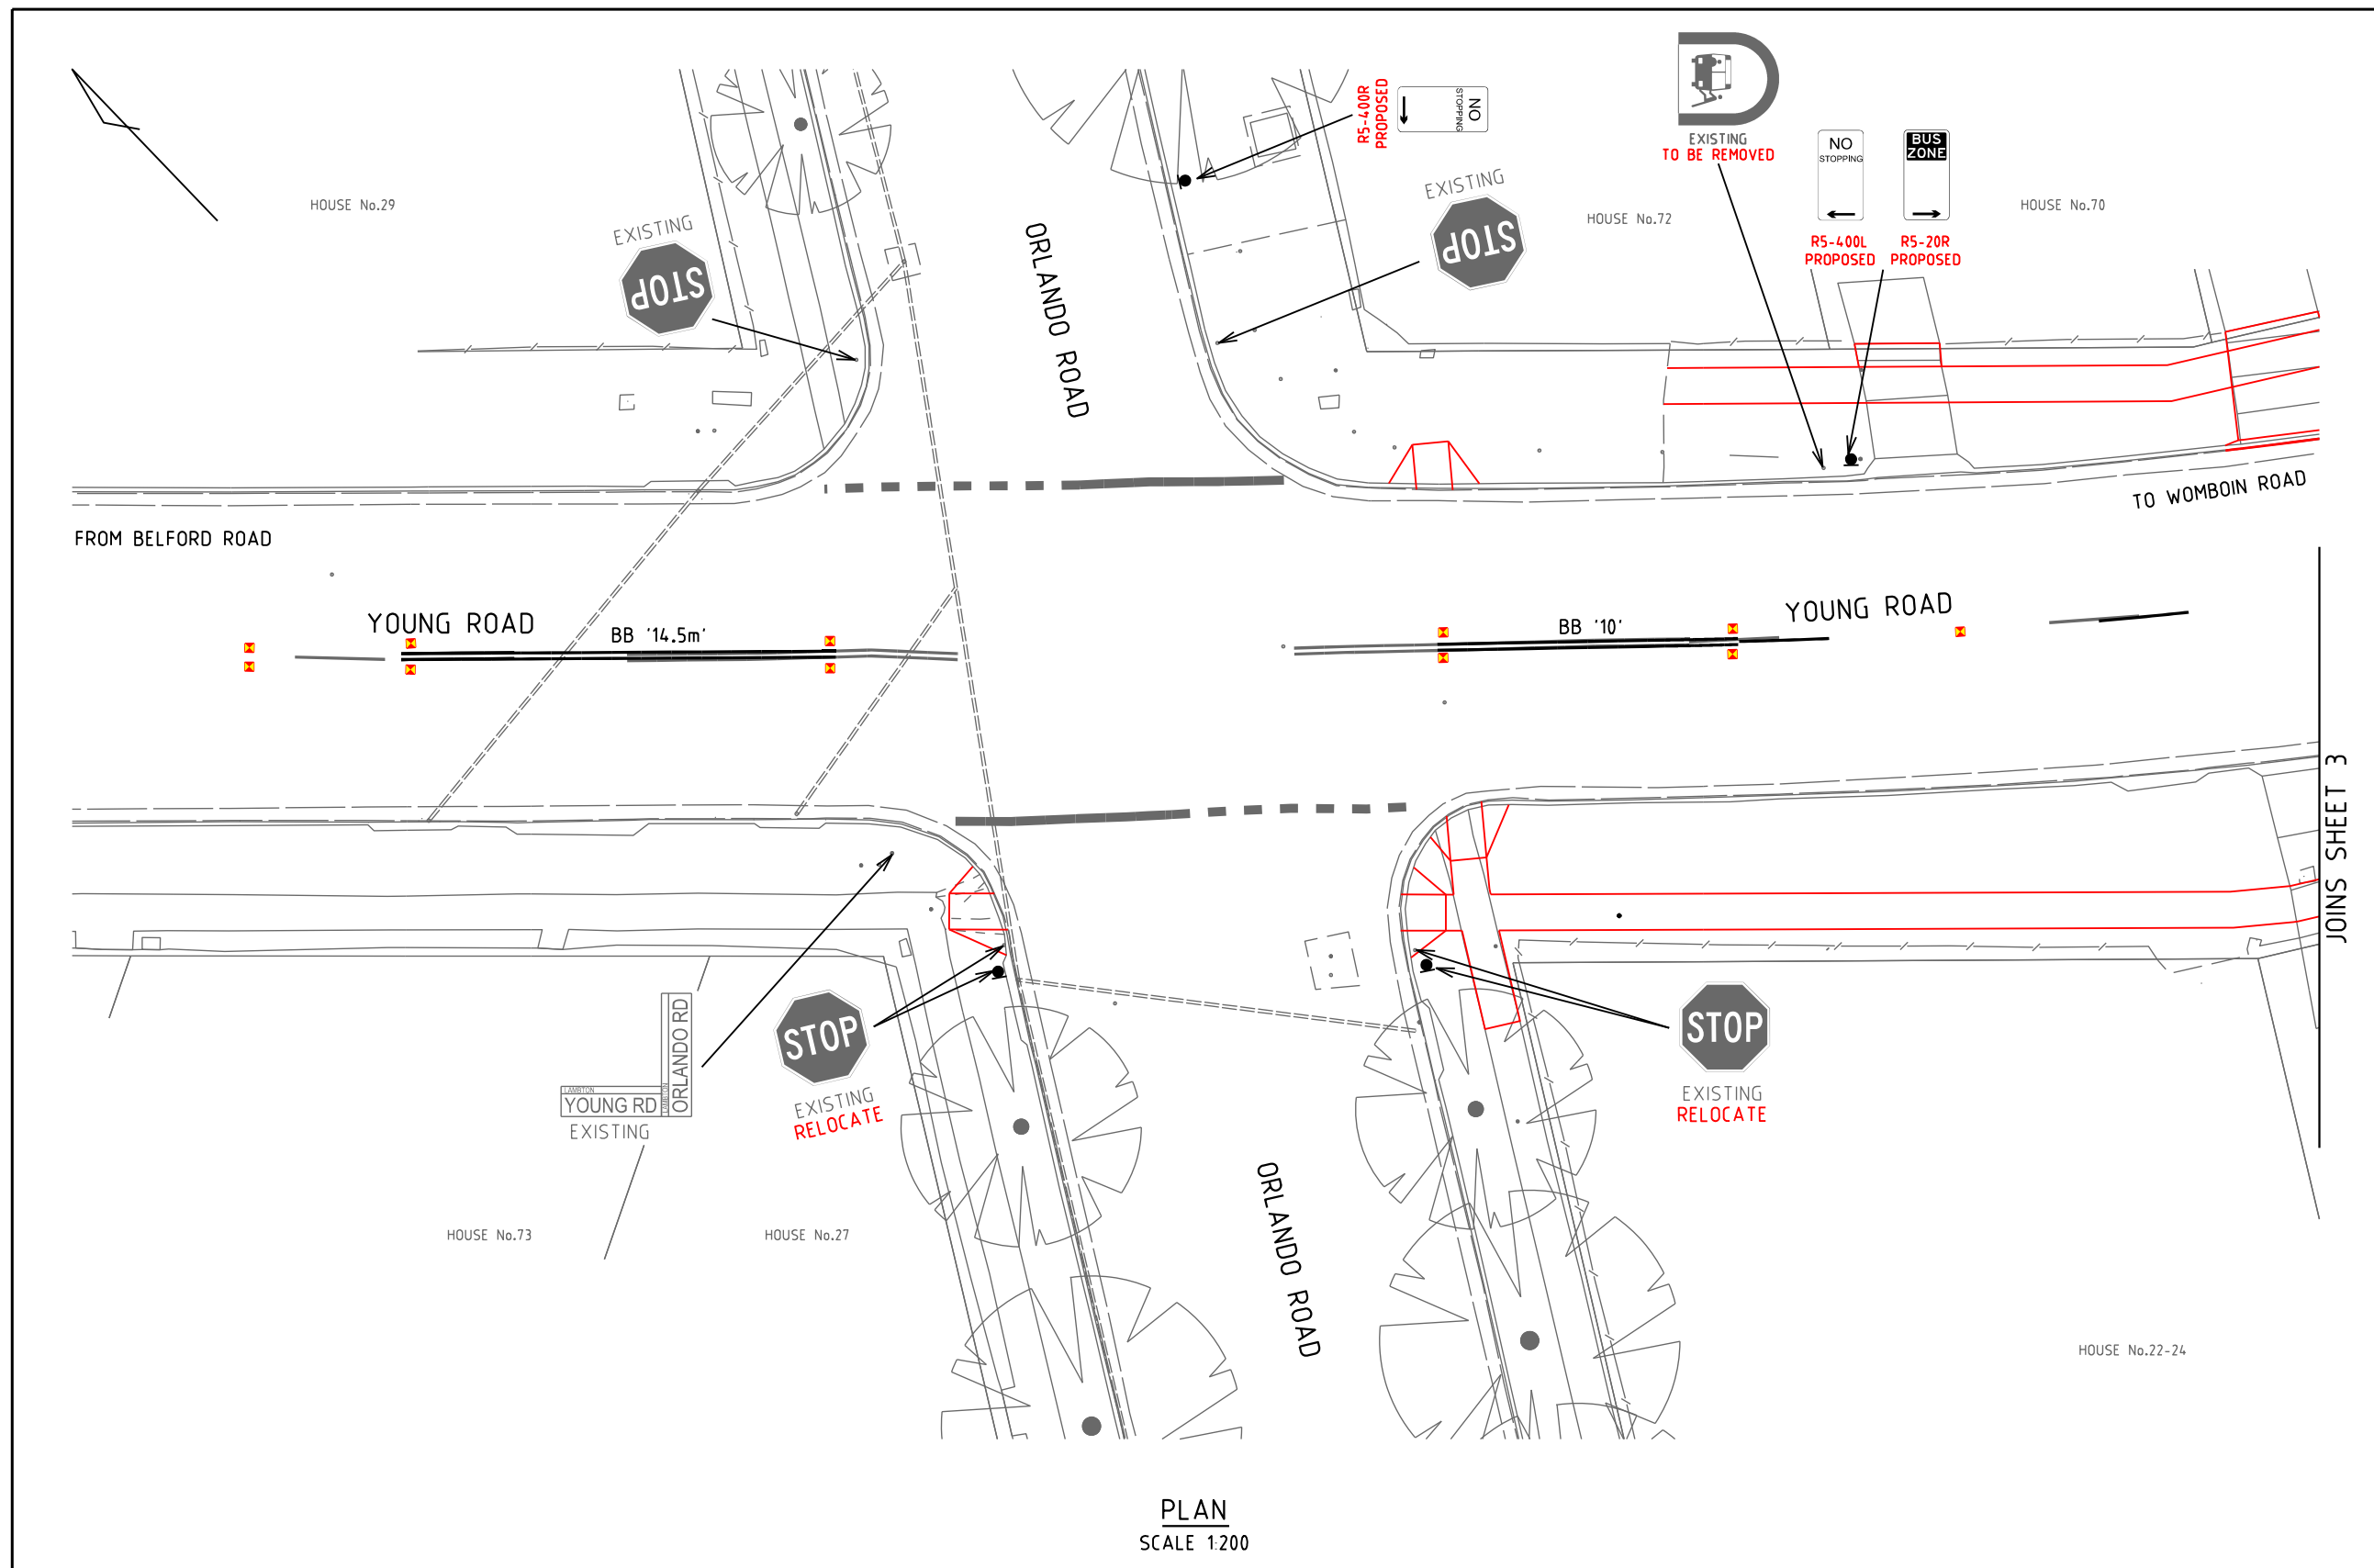 R5-400R
PROPOSED
NO
STOPPING
EXISTING
TO BE REMOVED
NO
STOPPING
BUS
ZONE
R5-400L
PROPOSED
R5-20R
PROPOSED
HOUSE No.29
EXISTING
STOP
ORLANDO ROAD
EXISTING
STOP
HOUSE No.72
HOUSE No.70
FROM BELFORD ROAD
TO WOMBOIN ROAD
YOUNG ROAD
BB '14.5m'
BB '10'
YOUNG ROAD
JOINS SHEET 3
LAMBTON
YOUNG RD
LAMBTON
ORLANDO RD
EXISTING
STOP
EXISTING
RELOCATE
STOP
EXISTING
RELOCATE
HOUSE No.73
HOUSE No.27
ORLANDO ROAD
HOUSE No.22-24
PLAN
SCALE 1:200